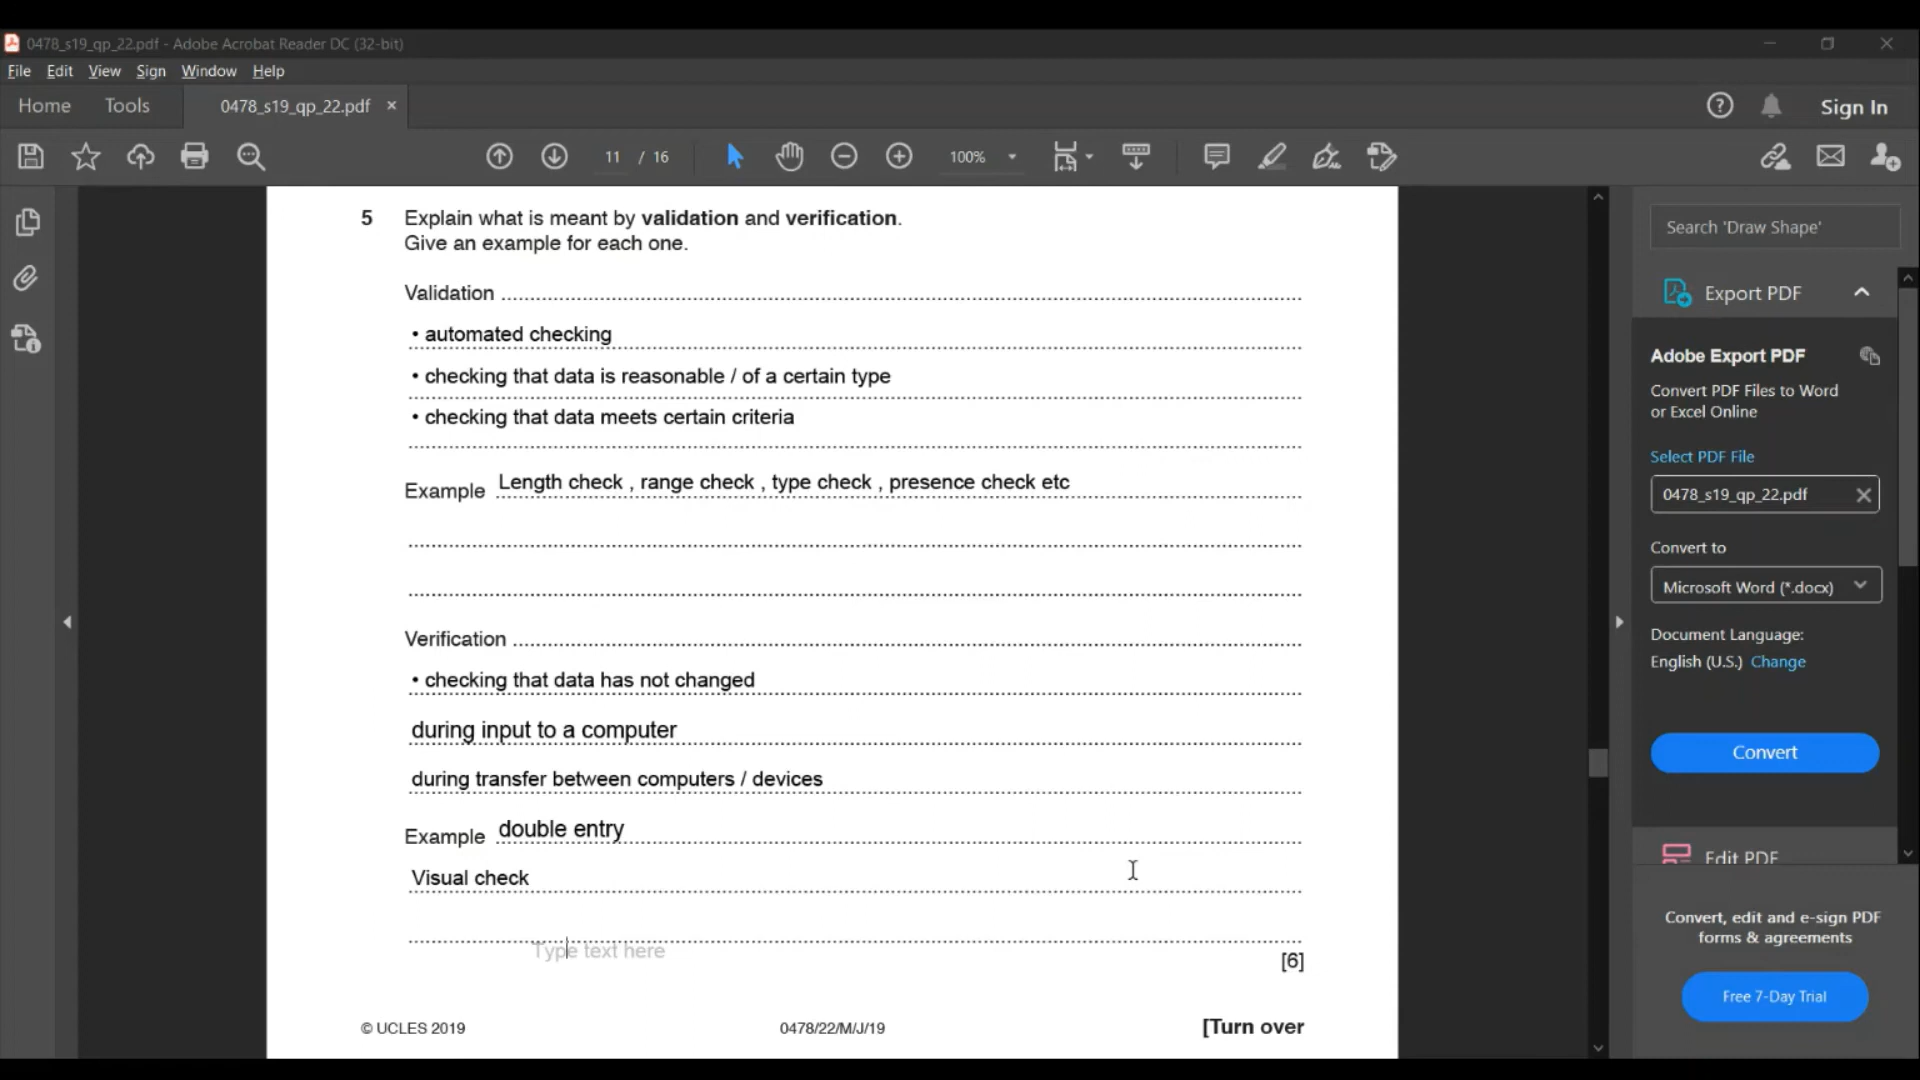 0478_s19_qp_22.pdf - Adobe Acrobat Reader DC (32-bit)
File Edit View Sign Window Help
Home Tools 0478_s19_qp_22.pdf × Sign In
11 / 16 100%
5 Explain what is meant by validation and verification.
Give an example for each one.
Validation
• automated checking
• checking that data is reasonable / of a certain type
• checking that data meets certain criteria
Example Length check , range check , type check , presence check etc
Verification
• checking that data has not changed
during input to a computer
during transfer between computers / devices
Example double entry
Visual check
Type text here
[6]
© UCLES 2019 0478/22/M/J/19 [Turn over
Search 'Draw Shape'
Export PDF
Adobe Export PDF
Convert PDF Files to Word
or Excel Online
Select PDF File
0478_s19_qp_22.pdf
Convert to
Microsoft Word (*.docx)
Document Language:
English (U.S.) Change
Convert
Edit PDF
Convert, edit and e-sign PDF
forms & agreements
Free 7-Day Trial